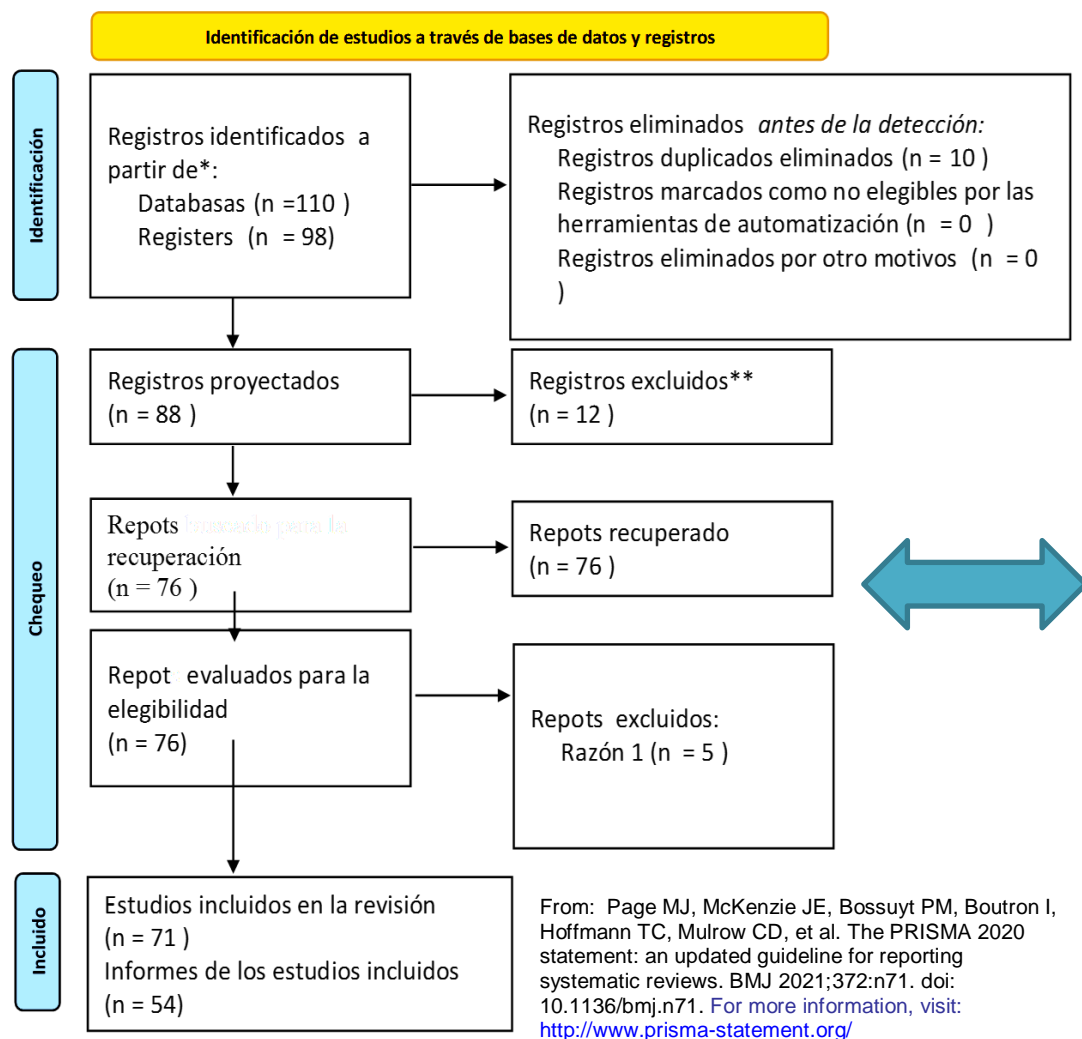 Identificación de estudios a través de bases de datos y registros
Identificación
Registros identificados a
partir de*:
Databasas (n =110 )
Registers (n = 98)
Registros eliminados antes de la detección:
Registros duplicados eliminados (n = 10 )
Registros marcados como no elegibles por las
herramientas de automatización (n = 0 )
Registros eliminados por otro motivos (n = 0
)
Chequeo
Registros proyectados
(n = 88 )
Registros excluidos**
(n = 12 )
Repots para la
recuperación
(n = 76 )
Repots recuperado
(n = 76 )
Repot evaluados para la
elegibilidad
(n = 76)
Repots excluidos:
Razón 1 (n = 5 )
Incluido
Estudios incluidos en la revisión
(n = 71 )
Informes de los estudios incluidos
(n = 54)
From: Page MJ, McKenzie JE, Bossuyt PM, Boutron I,
Hoffmann TC, Mulrow CD, et al. The PRISMA 2020
statement: an updated guideline for reporting
systematic reviews. BMJ 2021;372:n71. doi:
10.1136/bmj.n71. For more information, visit:
http://www.prisma-statement.org/